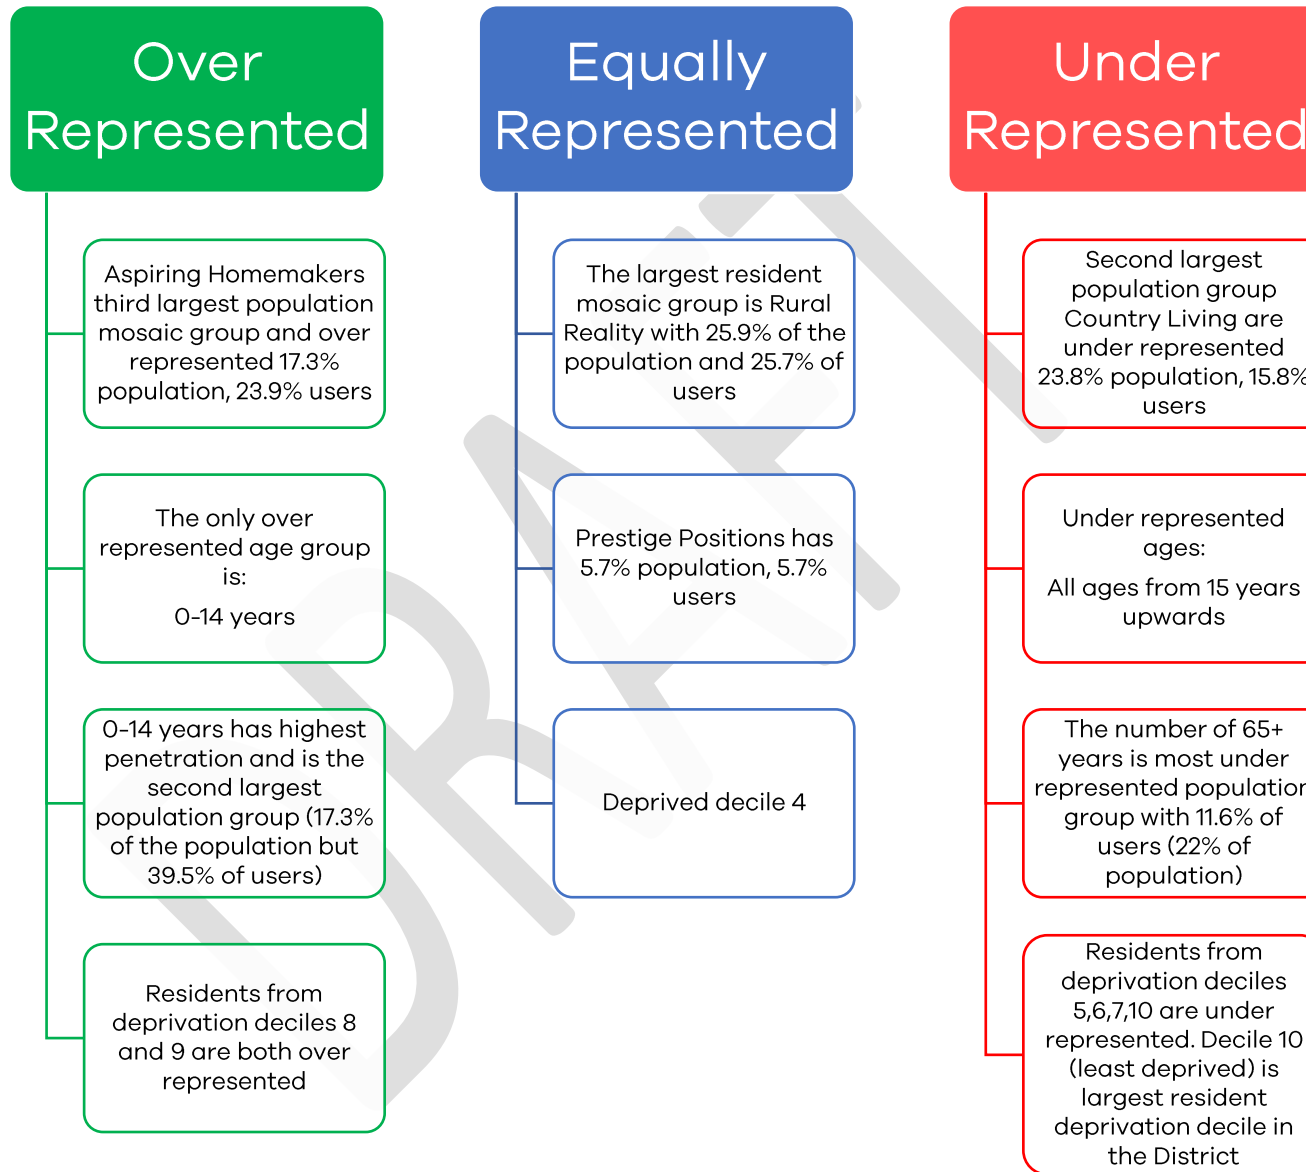 Over
Represented
Aspiring Homemakers
third largest population
mosaic group and over
represented 17.3%
population, 23.9% users
The only over
represented age group
is:
0-14 years
0-14 years has highest
penetration and is the
second largest
population group (17.3%
of the population but
39.5% of users)
Residents from
deprivation deciles 8
and 9 are both over
represented
Equally
Represented
The largest resident
mosaic group is Rural
Reality with 25.9% of the
population and 25.7% of
users
Prestige Positions has
5.7% population, 5.7%
users
Deprived decile 4
Under
Represented
Second largest
population group
Country Living are
under represented
23.8% population, 15.8%
users
Under represented
ages:
All ages from 15 years
upwards
The number of 65+
years is most under
represented population
group with 11.6% of
users (22% of
population)
Residents from
deprivation deciles
5,6,7,10 are under
represented. Decile 10
(least deprived) is
largest resident
deprivation decile in
the District
DRAFT